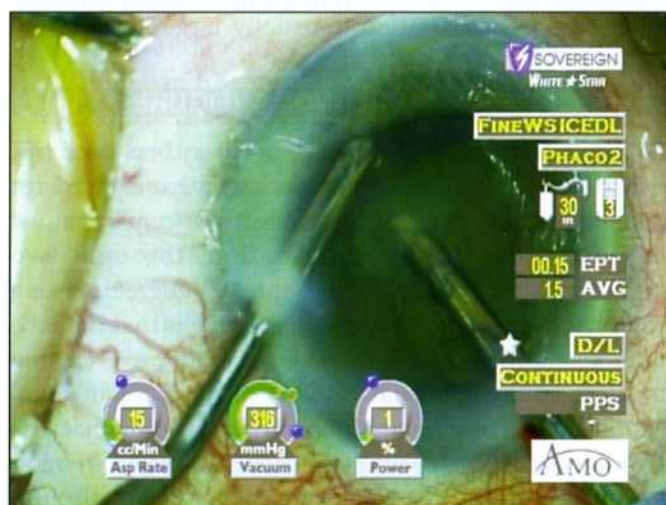 SOVEREIGN
WHITE STAR
FINEWSICEDL
PHACO2
30
in
3
00.15 EPT
1.5 AVG
D/L
CONTINUOUS
PPS
15
cc/Min
Asp Rate
316
mmHg
Vacuum
1
%
Power
AMO